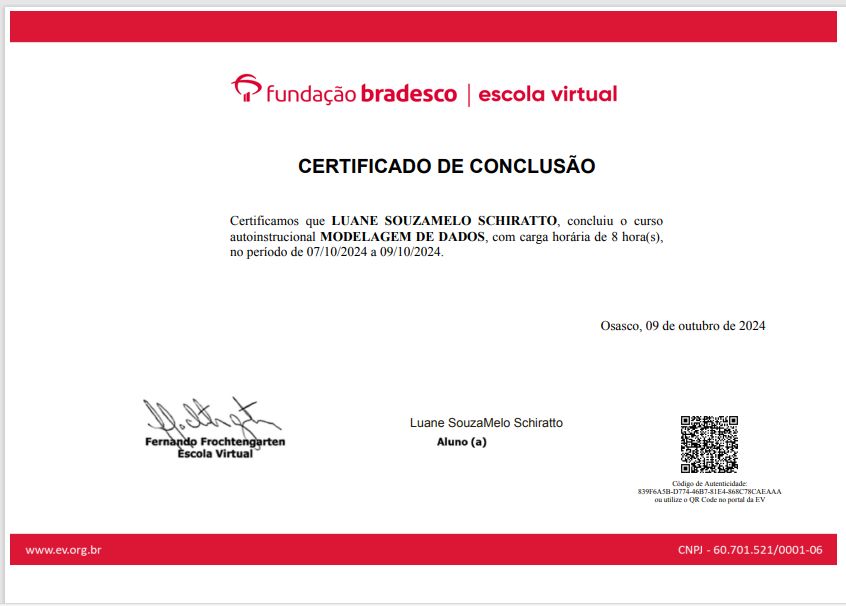 fundação bradesco | escola virtual
CERTIFICADO DE CONCLUSÃO
Certificamos que LUANE SOUZAMELO SCHIRATTO, concluiu o curso
autoinstrucional MODELAGEM DE DADOS, com carga horária de 8 hora(s),
no período de 07/10/2024 a 09/10/2024.
Osasco, 09 de outubro de 2024
Fernando Frochtengarten
Escola Virtual
Luane SouzaMelo Schiratto
Aluno (a)
Código de Autenticidade:
839F6A5B-D774-46B7-81E4-868C78CAEAAA
ou utilize o QR Code no portal da EV
www.ev.org.br
CNPJ - 60.701.521/0001-06